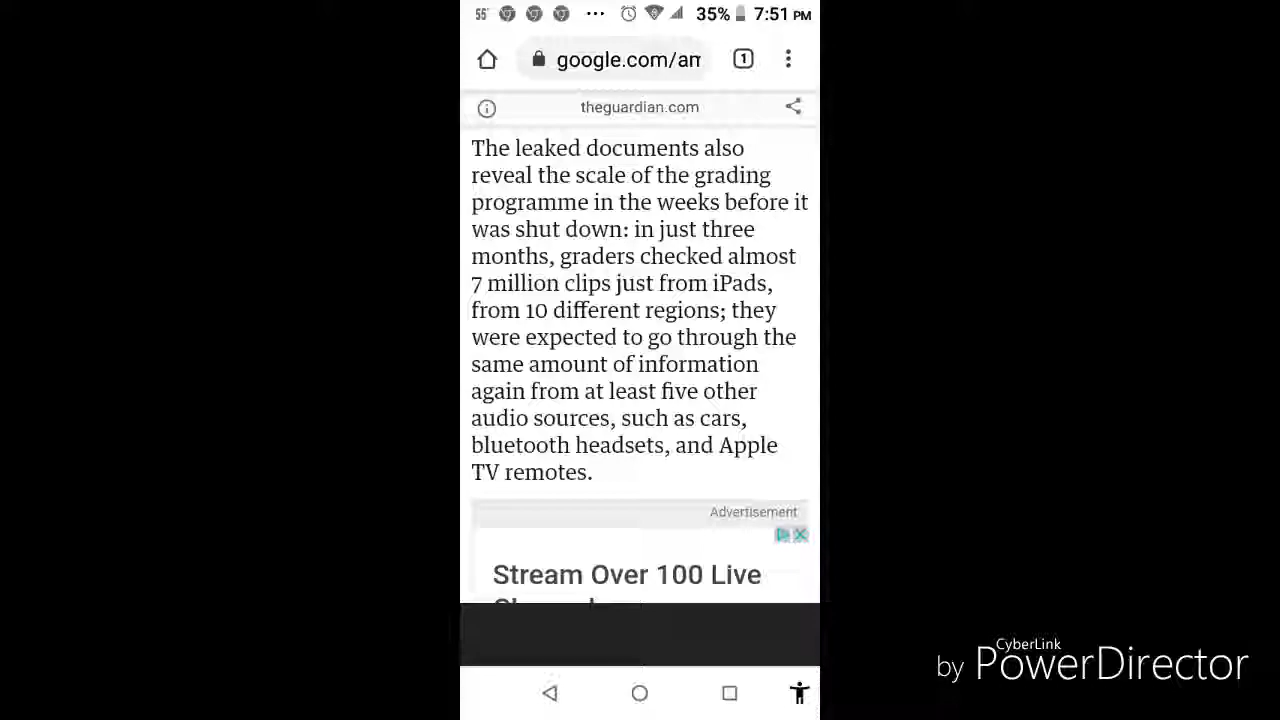 55° ... 35% 7:51 PM
google.com/am 1
theguardian.com
The leaked documents also
reveal the scale of the grading
programme in the weeks before it
was shut down: in just three
months, graders checked almost
7 million clips just from iPads,
from 10 different regions; they
were expected to go through the
same amount of information
again from at least five other
audio sources, such as cars,
bluetooth headsets, and Apple
TV remotes.
Advertisement
Stream Over 100 Live
CyberLink
by PowerDirector